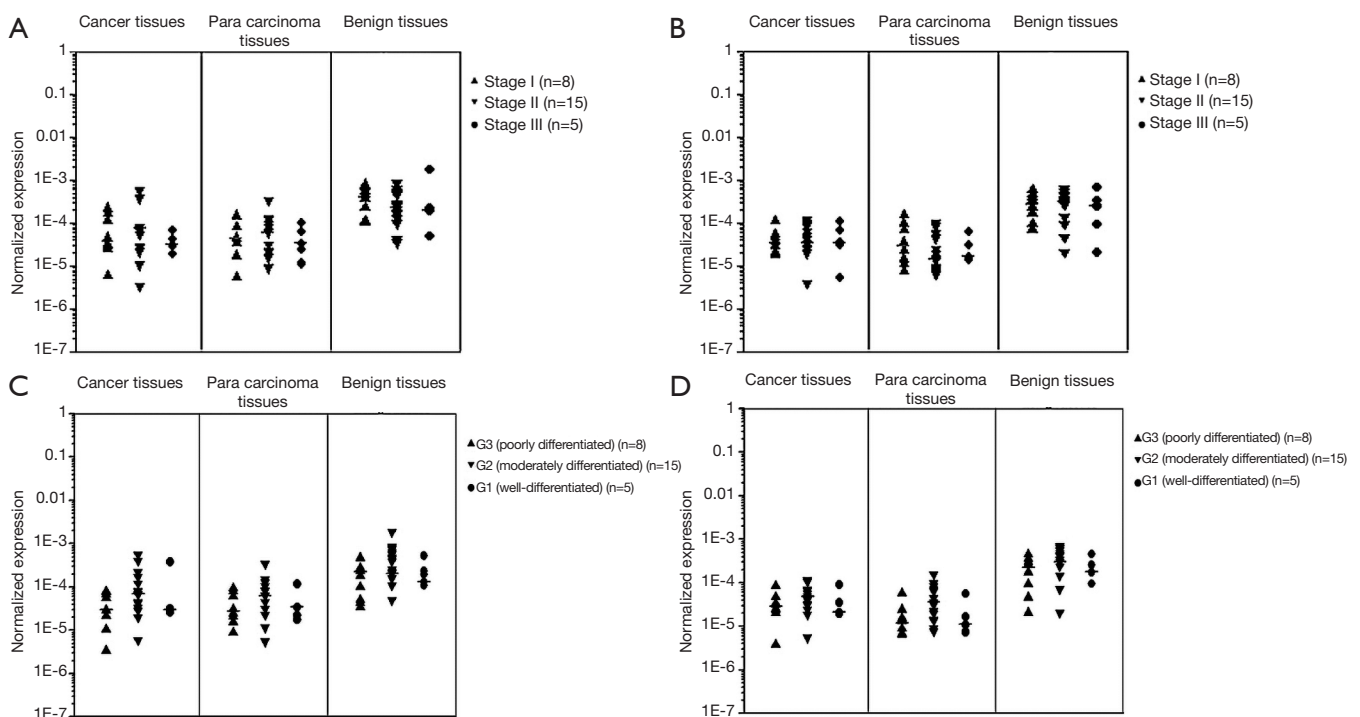 A
Cancer tissues
Para carcinoma
tissues
Benign tissues
Normalized expression
1
0.1
0.01
1E-3
1E-4
1E-5
1E-6
1E-7
Stage I (n=8)
Stage II (n=15)
Stage III (n=5)
B
Cancer tissues
Para carcinoma
tissues
Benign tissues
Normalized expression
1
0.1
0.01
1E-3
1E-4
1E-5
1E-6
1E-7
Stage I (n=8)
Stage II (n=15)
Stage III (n=5)
C
Cancer tissues
Para carcinoma
tissues
Benign tissues
Normalized expression
1
0.1
0.01
1E-3
1E-4
1E-5
1E-6
1E-7
G3 (poorly differentiated) (n=8)
G2 (moderately differentiated) (n=15)
G1 (well-differentiated) (n=5)
D
Cancer tissues
Para carcinoma
tissues
Benign tissues
Normalized expression
1
0.1
0.01
1E-3
1E-4
1E-5
1E-6
1E-7
G3 (poorly differentiated) (n=8)
G2 (moderately differentiated) (n=15)
G1 (well-differentiated) (n=5)